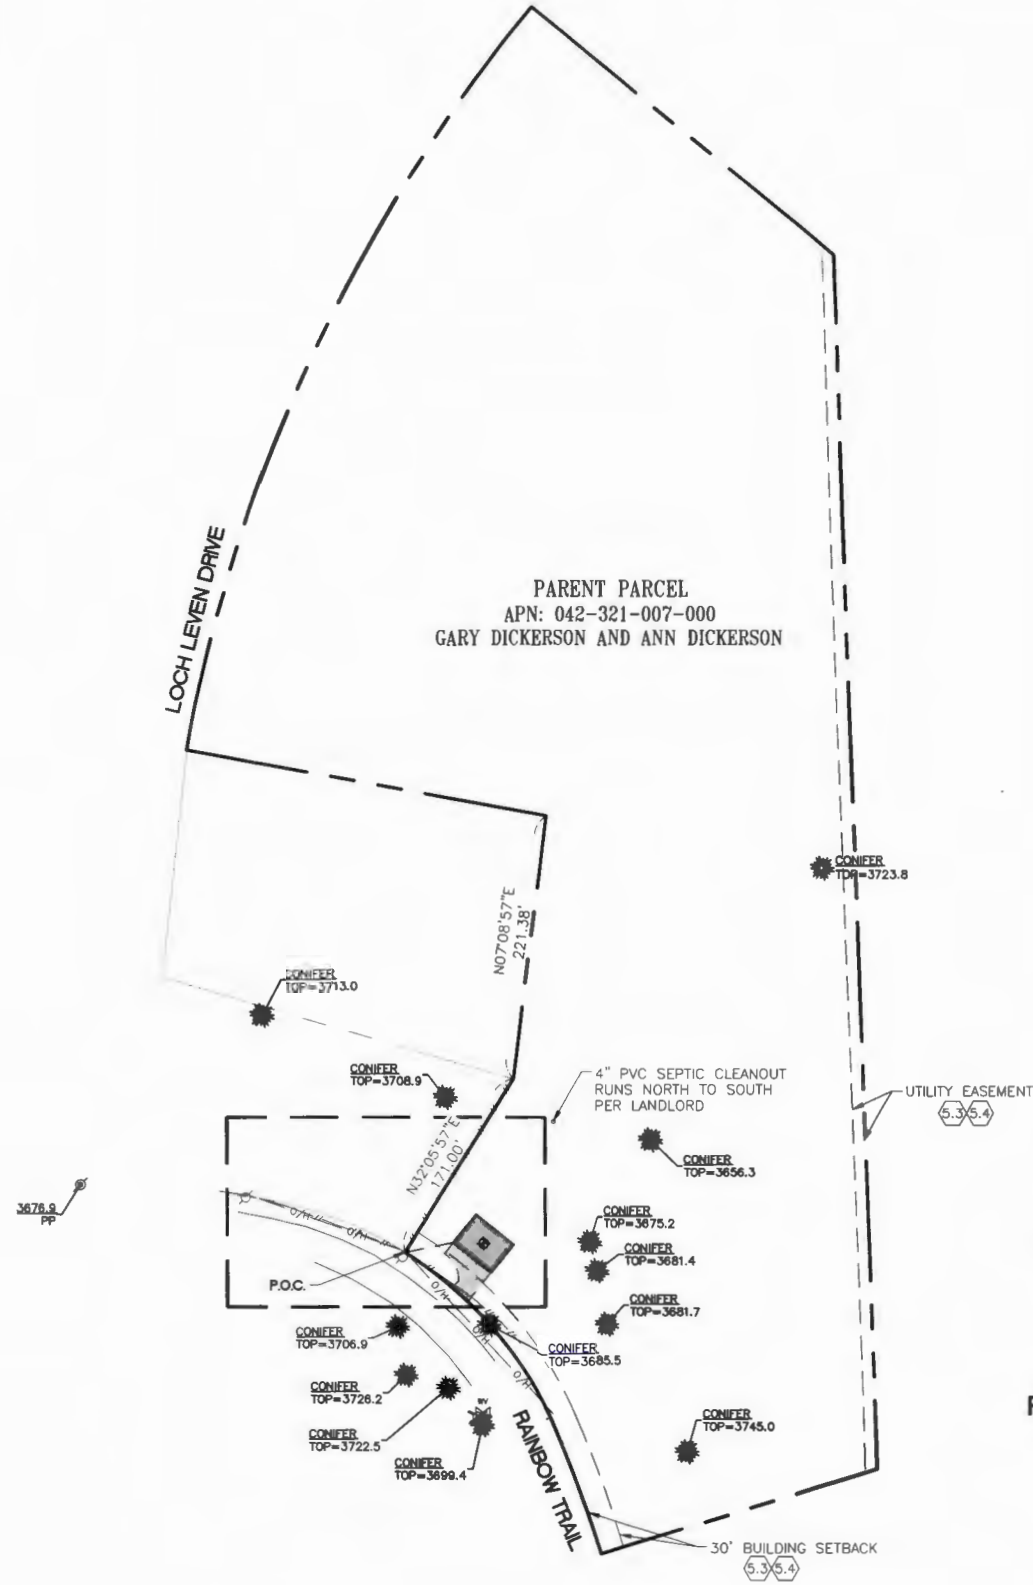 LOCH LEVEN DRIVE
PARENT PARCEL
APN: 042-321-007-000
GARY DICKERSON AND ANN DICKERSON
CONIFER
TOP=3723.8
N07°08'57"E
221.38'
CONIFER
TOP=3713.0
CONIFER
TOP=3708.9
4" PVC SEPTIC CLEANOUT
RUNS NORTH TO SOUTH
PER LANDLORD
UTILITY EASEMENT
5.3 5.4
N32°05'57"E
171.00'
CONIFER
TOP=3656.3
3676.9
PP
O/H
O/H
O/H
CONIFER
TOP=3675.2
CONIFER
TOP=3681.4
P.O.C.
O/H
CONIFER
TOP=3681.7
O/H
CONIFER
TOP=3706.9
CONIFER
TOP=3685.5
O/H
CONIFER
TOP=3726.2
CONIFER
TOP=3722.5
CONIFER
TOP=3699.4
RAINBOW TRAIL
CONIFER
TOP=3745.0
30' BUILDING SETBACK
5.3 5.4